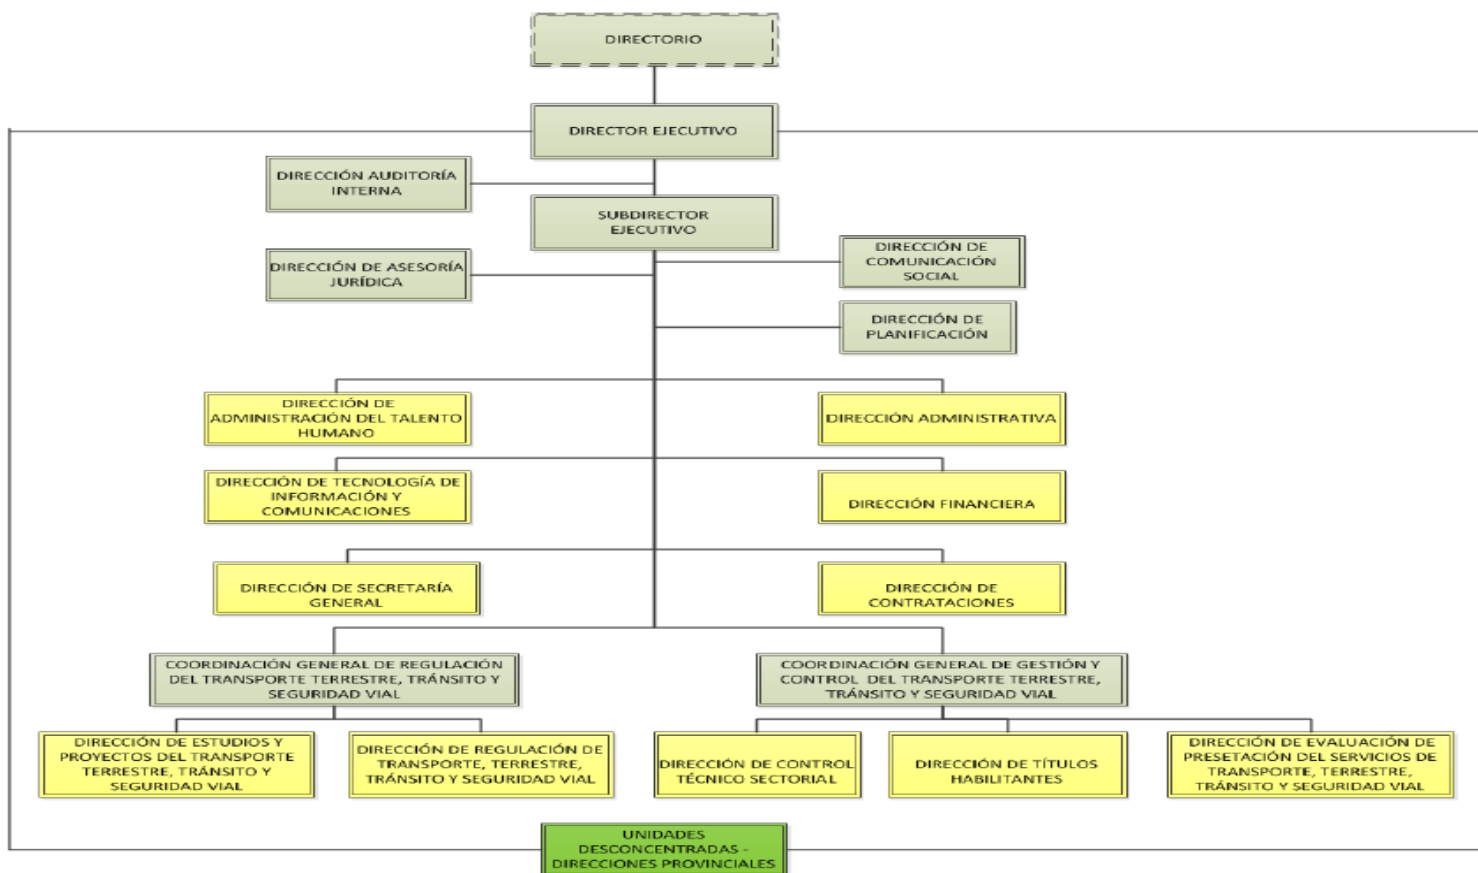 DIRECTORIO
DIRECTOR EJECUTIVO
DIRECCIÓN AUDITORÍA
INTERNA
SUBDIRECTOR
EJECUTIVO
DIRECCIÓN DE ASESORÍA
JURÍDICA
DIRECCIÓN DE
COMUNICACIÓN
SOCIAL
DIRECCIÓN DE
PLANIFICACIÓN
DIRECCIÓN DE
ADMINISTRACIÓN DEL TALENTO
HUMANO
DIRECCIÓN ADMINISTRATIVA
DIRECCIÓN DE TECNOLOGÍA DE
INFORMACIÓN Y
COMUNICACIONES
DIRECCIÓN FINANCIERA
DIRECCIÓN DE SECRETARÍA
GENERAL
DIRECCIÓN DE
CONTRATACIONES
COORDINACIÓN GENERAL DE REGULACIÓN
DEL TRANSPORTE TERRESTRE, TRÁNSITO Y
SEGURIDAD VIAL
COORDINACIÓN GENERAL DE GESTIÓN Y
CONTROL DEL TRANSPORTE TERRESTRE,
TRÁNSITO Y SEGURIDAD VIAL
DIRECCIÓN DE ESTUDIOS Y
PROYECTOS DEL TRANSPORTE
TERRESTRE, TRÁNSITO Y
SEGURIDAD VIAL
DIRECCIÓN DE REGULACIÓN DE
TRANSPORTE, TERRESTRE,
TRÁNSITO Y SEGURIDAD VIAL
DIRECCIÓN DE CONTROL
TÉCNICO SECTORIAL
DIRECCIÓN DE TÍTULOS
HABILITANTES
DIRECCIÓN DE EVALUACIÓN DE
PRESETACIÓN DEL SERVICIOS DE
TRANSPORTE, TERRESTRE,
TRÁNSITO Y SEGURIDAD VIAL
UNIDADES
DESCONCENTRADAS -
DIRECCIONES PROVINCIALES